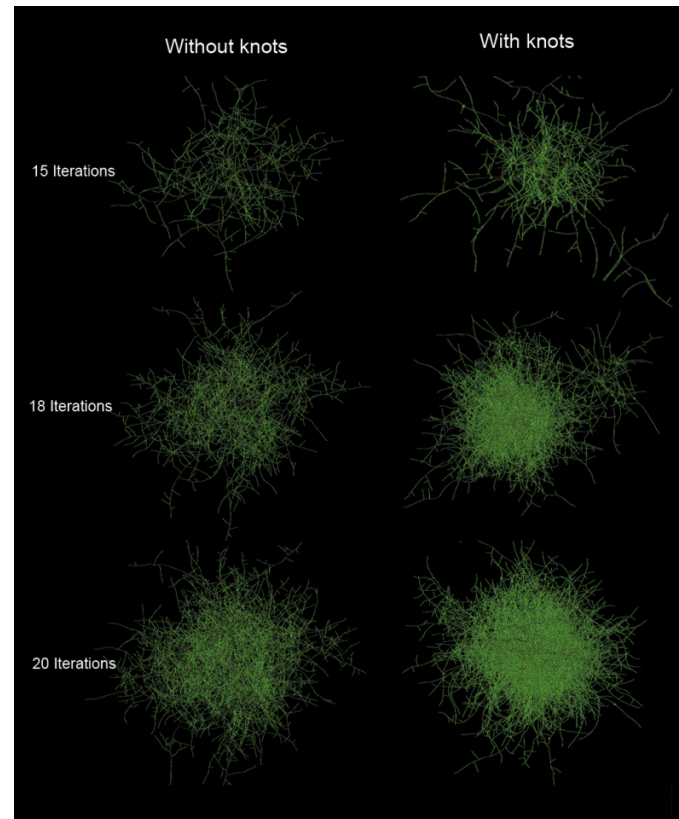 Without knots
With knots
15 Iterations
18 Iterations
20 Iterations